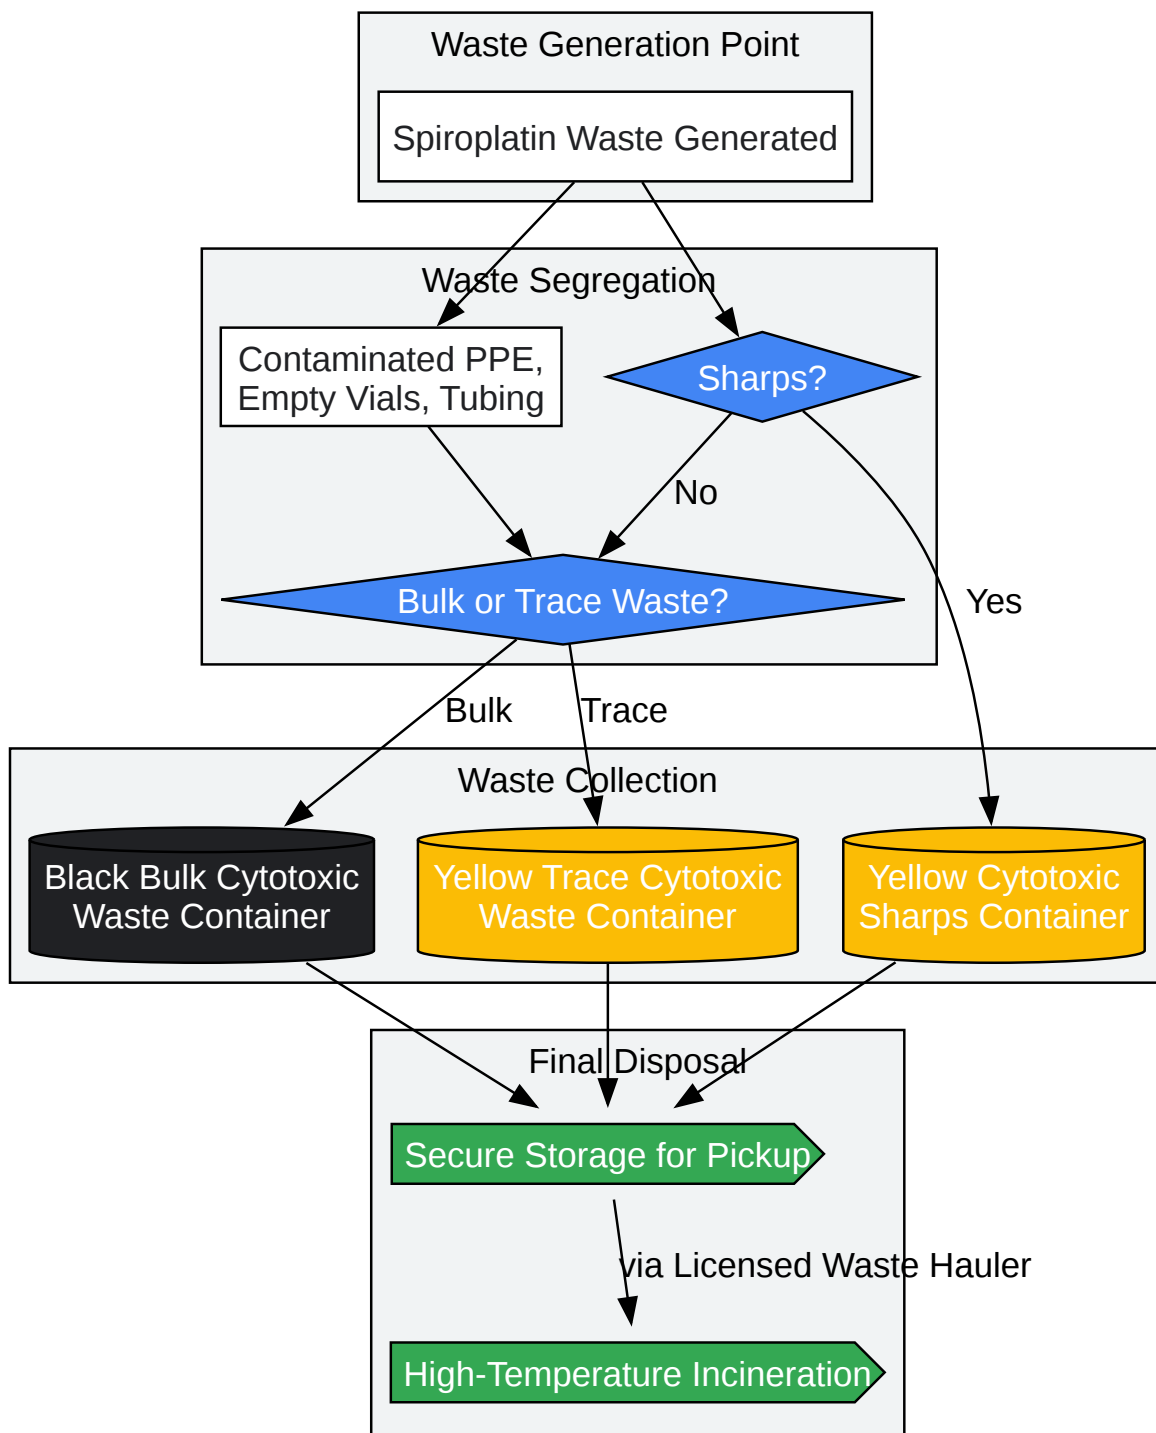 Waste Generation Point
Spiroplatin Waste Generated
Waste Segregation
Contaminated PPE,
Empty Vials, Tubing
Sharps?
No
Bulk or Trace Waste?
Yes
Bulk
Trace
Waste Collection
Black Bulk Cytotoxic
Waste Container
Yellow Trace Cytotoxic
Waste Container
Yellow Cytotoxic
Sharps Container
Final Disposal
Secure Storage for Pickup
via Licensed Waste Hauler
High-Temperature Incineration